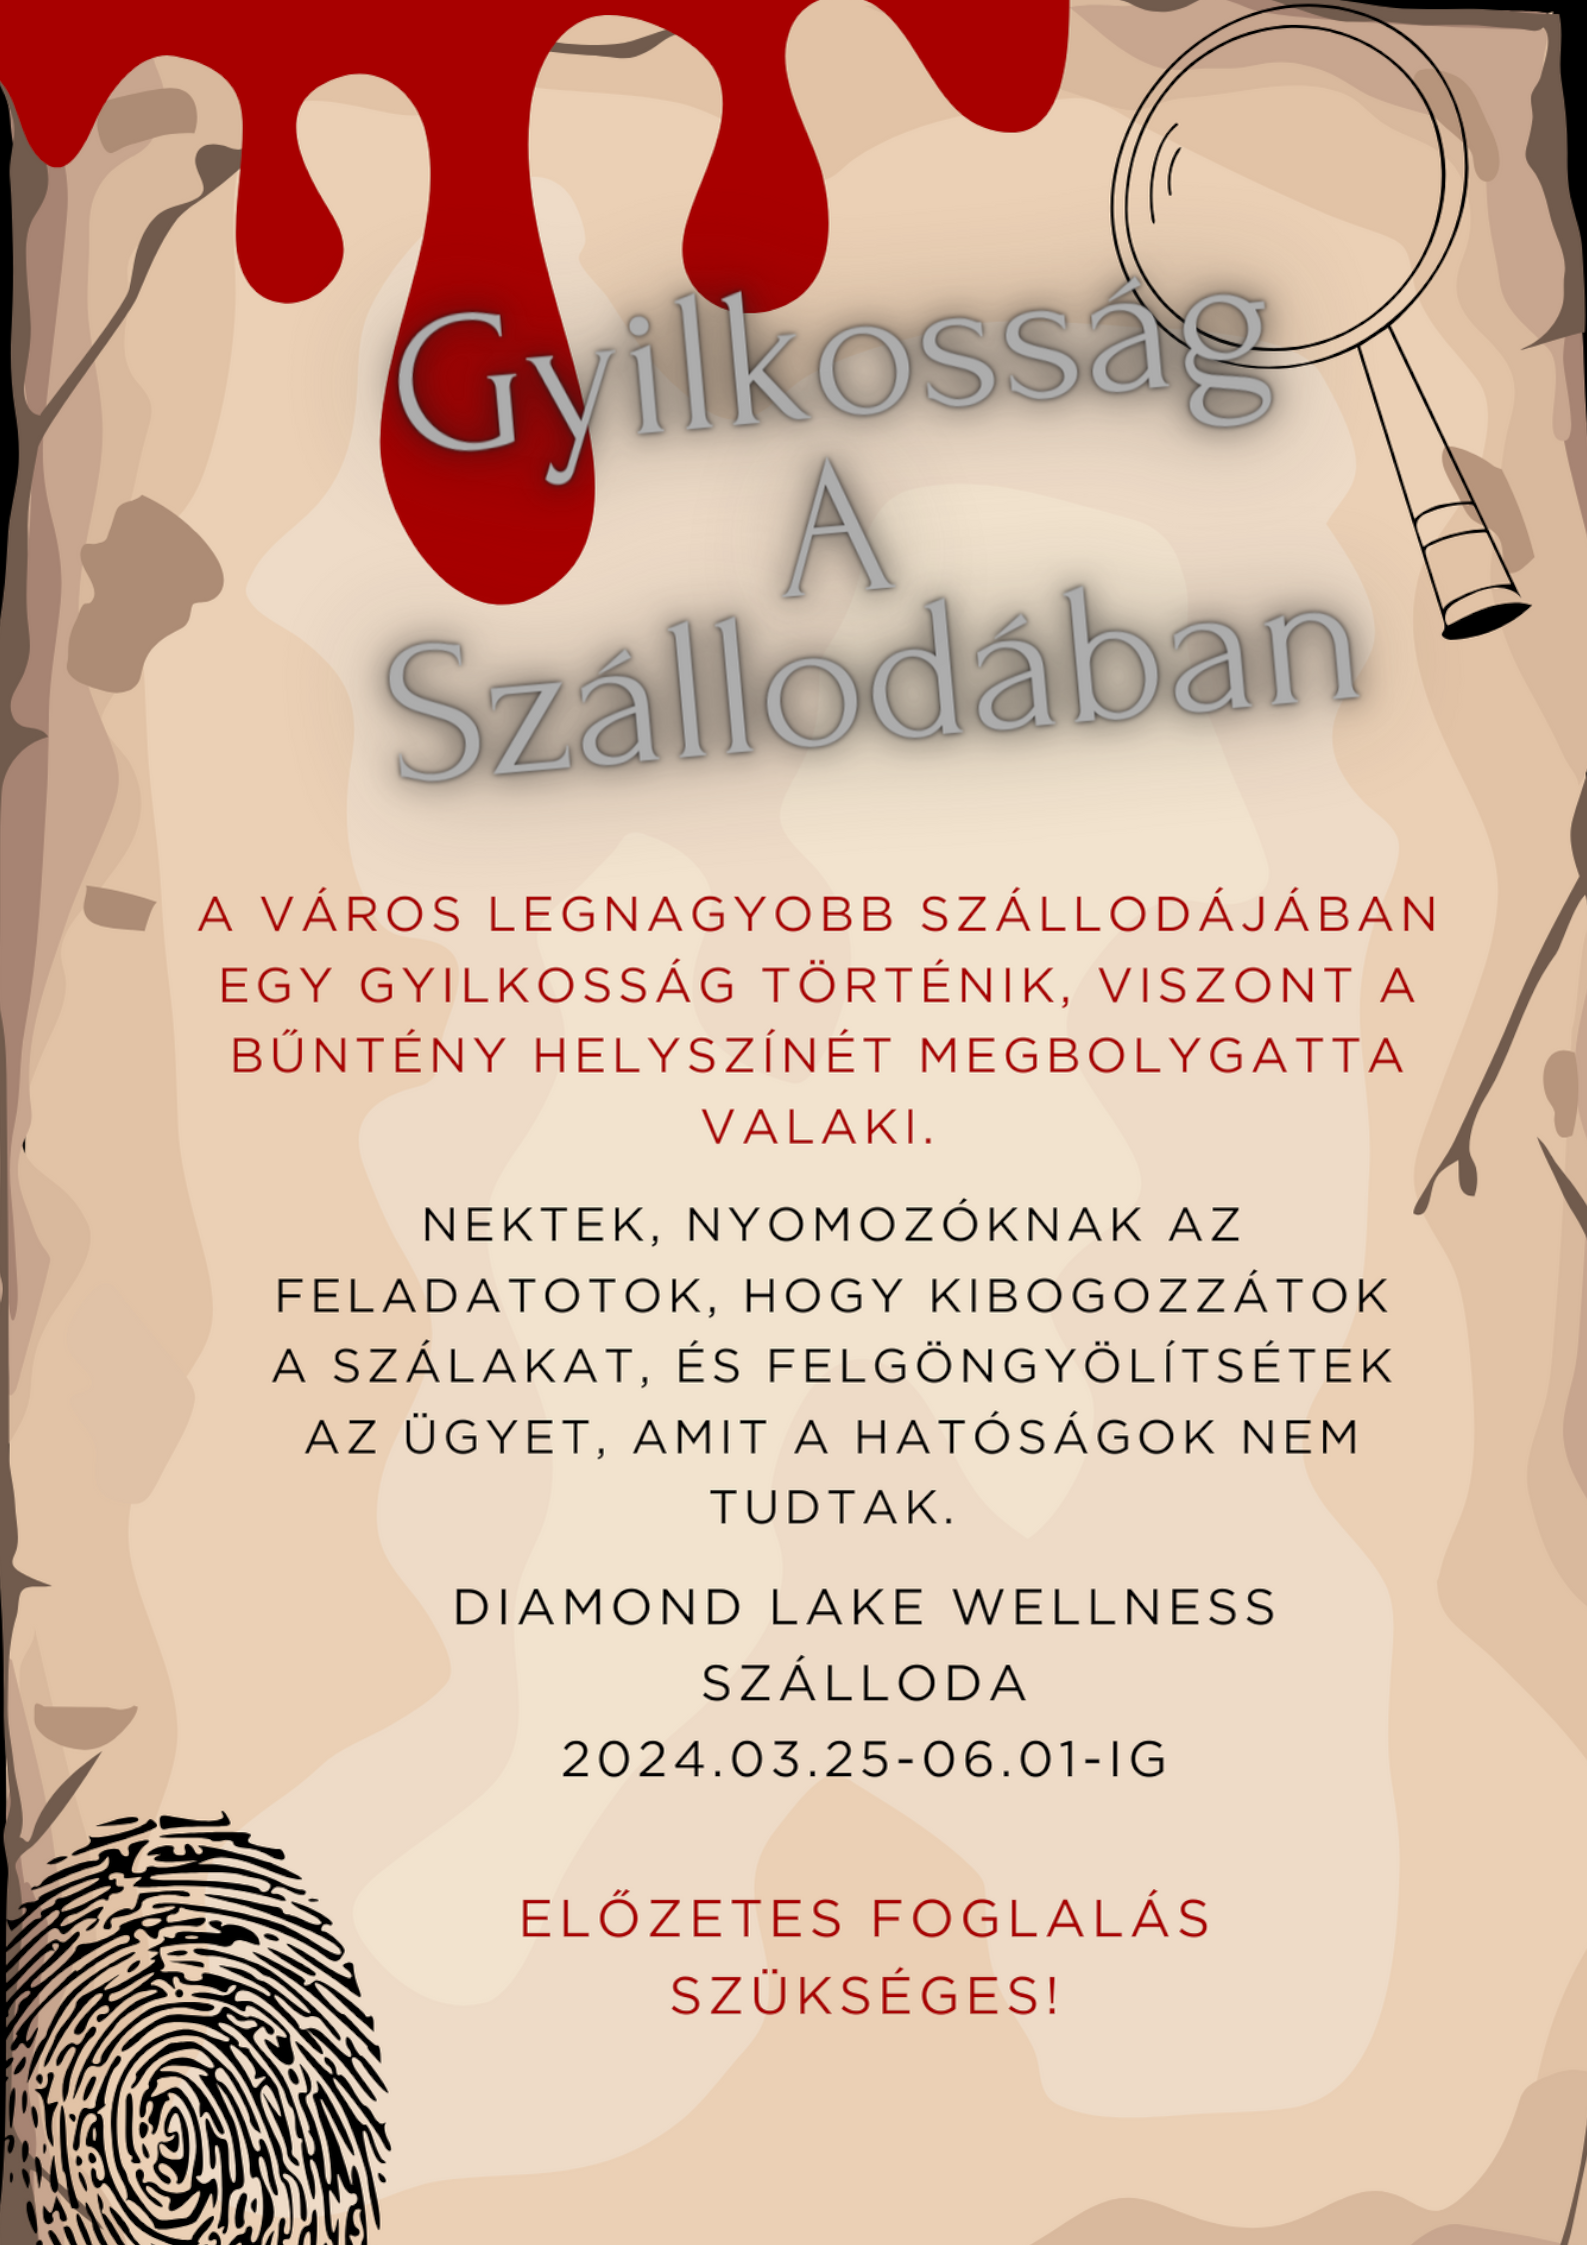 Gyilkosság
A
Szállodában
A VÁROS LEGNAGYOBB SZÁLLODÁJÁBAN
EGY GYILKOSSÁG TÖRTÉNIK, VISZONT A
BŰNTÉNY HELYSZÍNÉT MEGBOLYGATTA
VALAKI.
NEKTEK, NYOMOZÓKNAK AZ
FELADATOTOK, HOGY KIBOGOZZÁTOK
A SZÁLAKAT, ÉS FELGÖNGYÖLÍTSÉTEK
AZ ÜGYET, AMIT A HATÓSÁGOK NEM
TUDTAK.
DIAMOND LAKE WELLNESS
SZÁLLODA
2024.03.25-06.01-IG
ELŐZETES FOGLALÁS
SZÜKSÉGES!